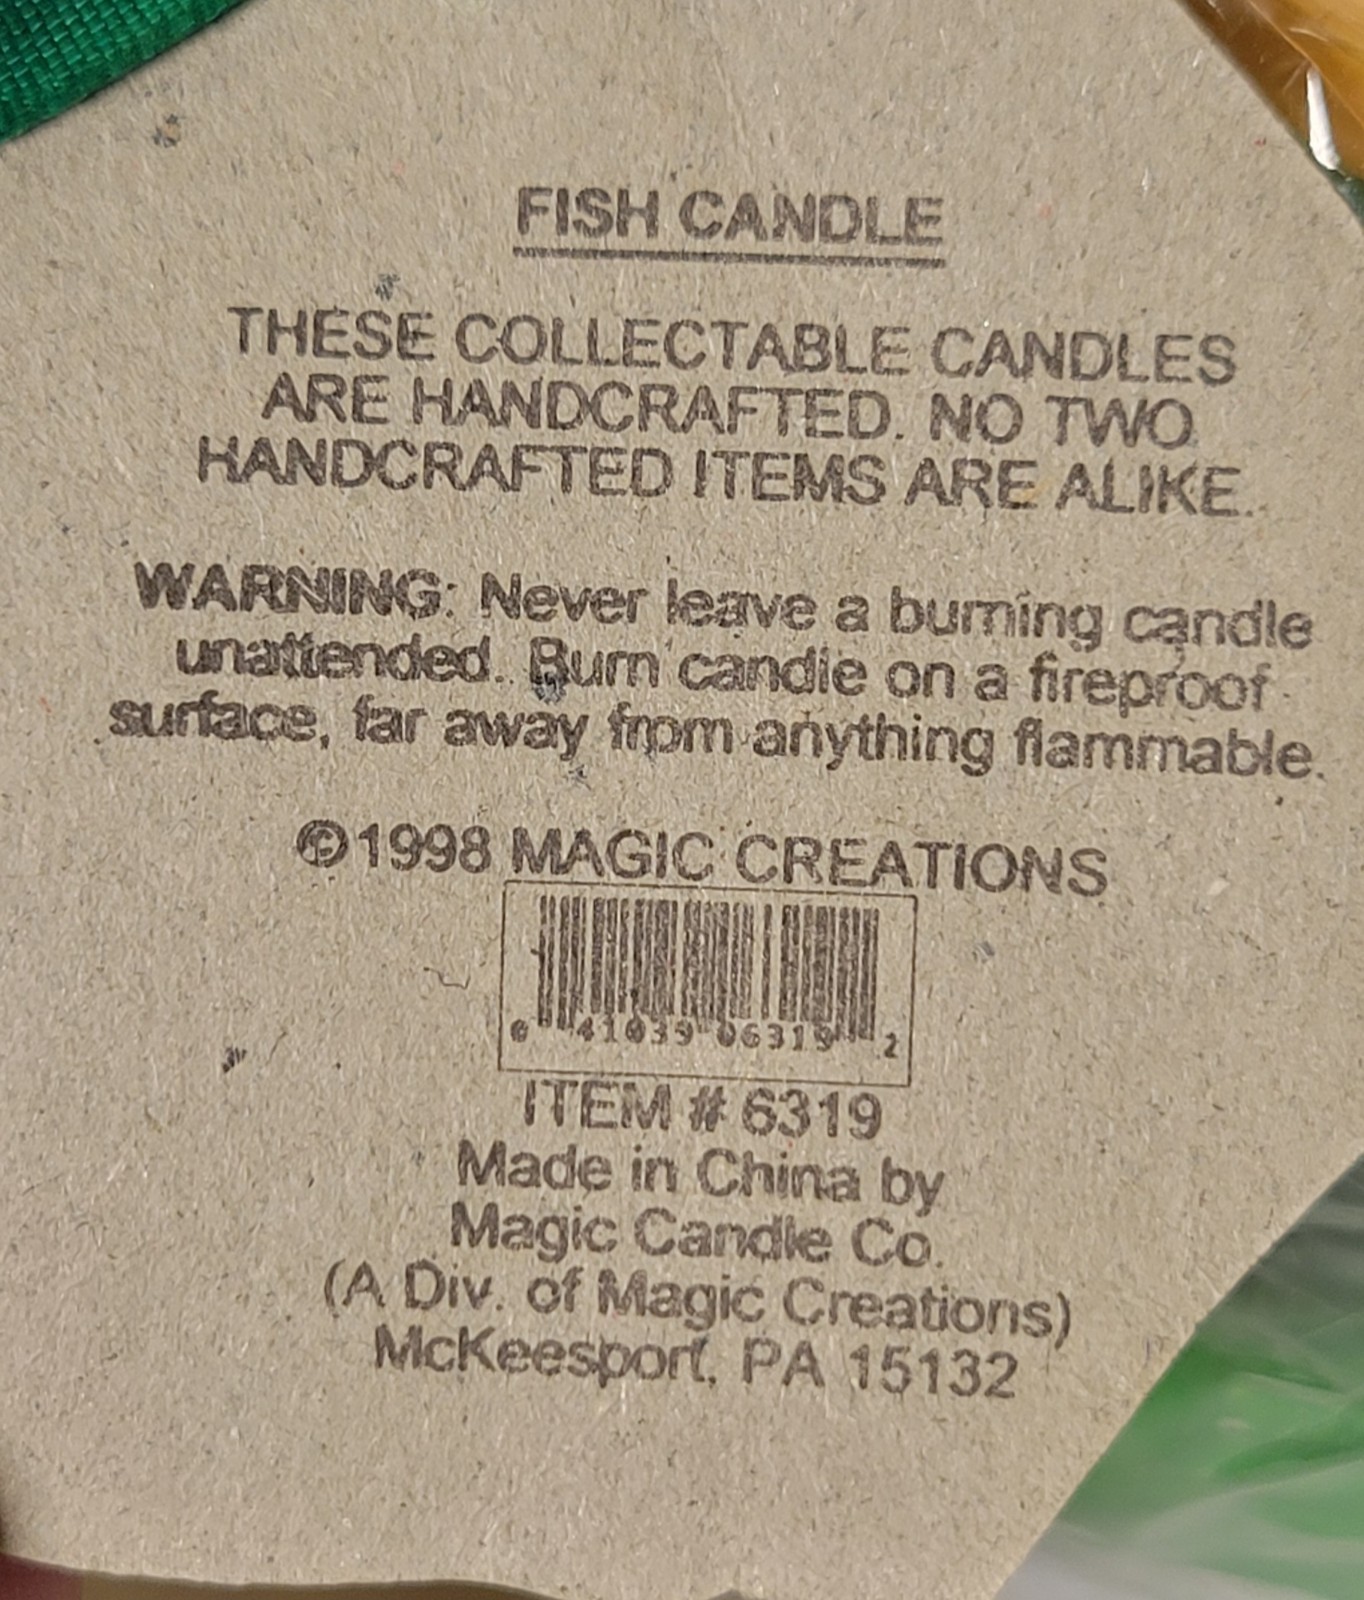 FISH CANDLE
THESE COLLECTABLE CANDLES
ARE HANDCRAFTED. NO TWO
HANDCRAFTED ITEMS ARE ALIKE.
WARNING: Never leave a burning candle
unattended. Burn candle on a fireproof
surface, far away from anything flammable.
©1998 MAGIC CREATIONS
0 41039 06319 2
ITEM # 6319
Made in China by
Magic Candle Co.
(A Div. of Magic Creations)
McKeesport, PA 15132